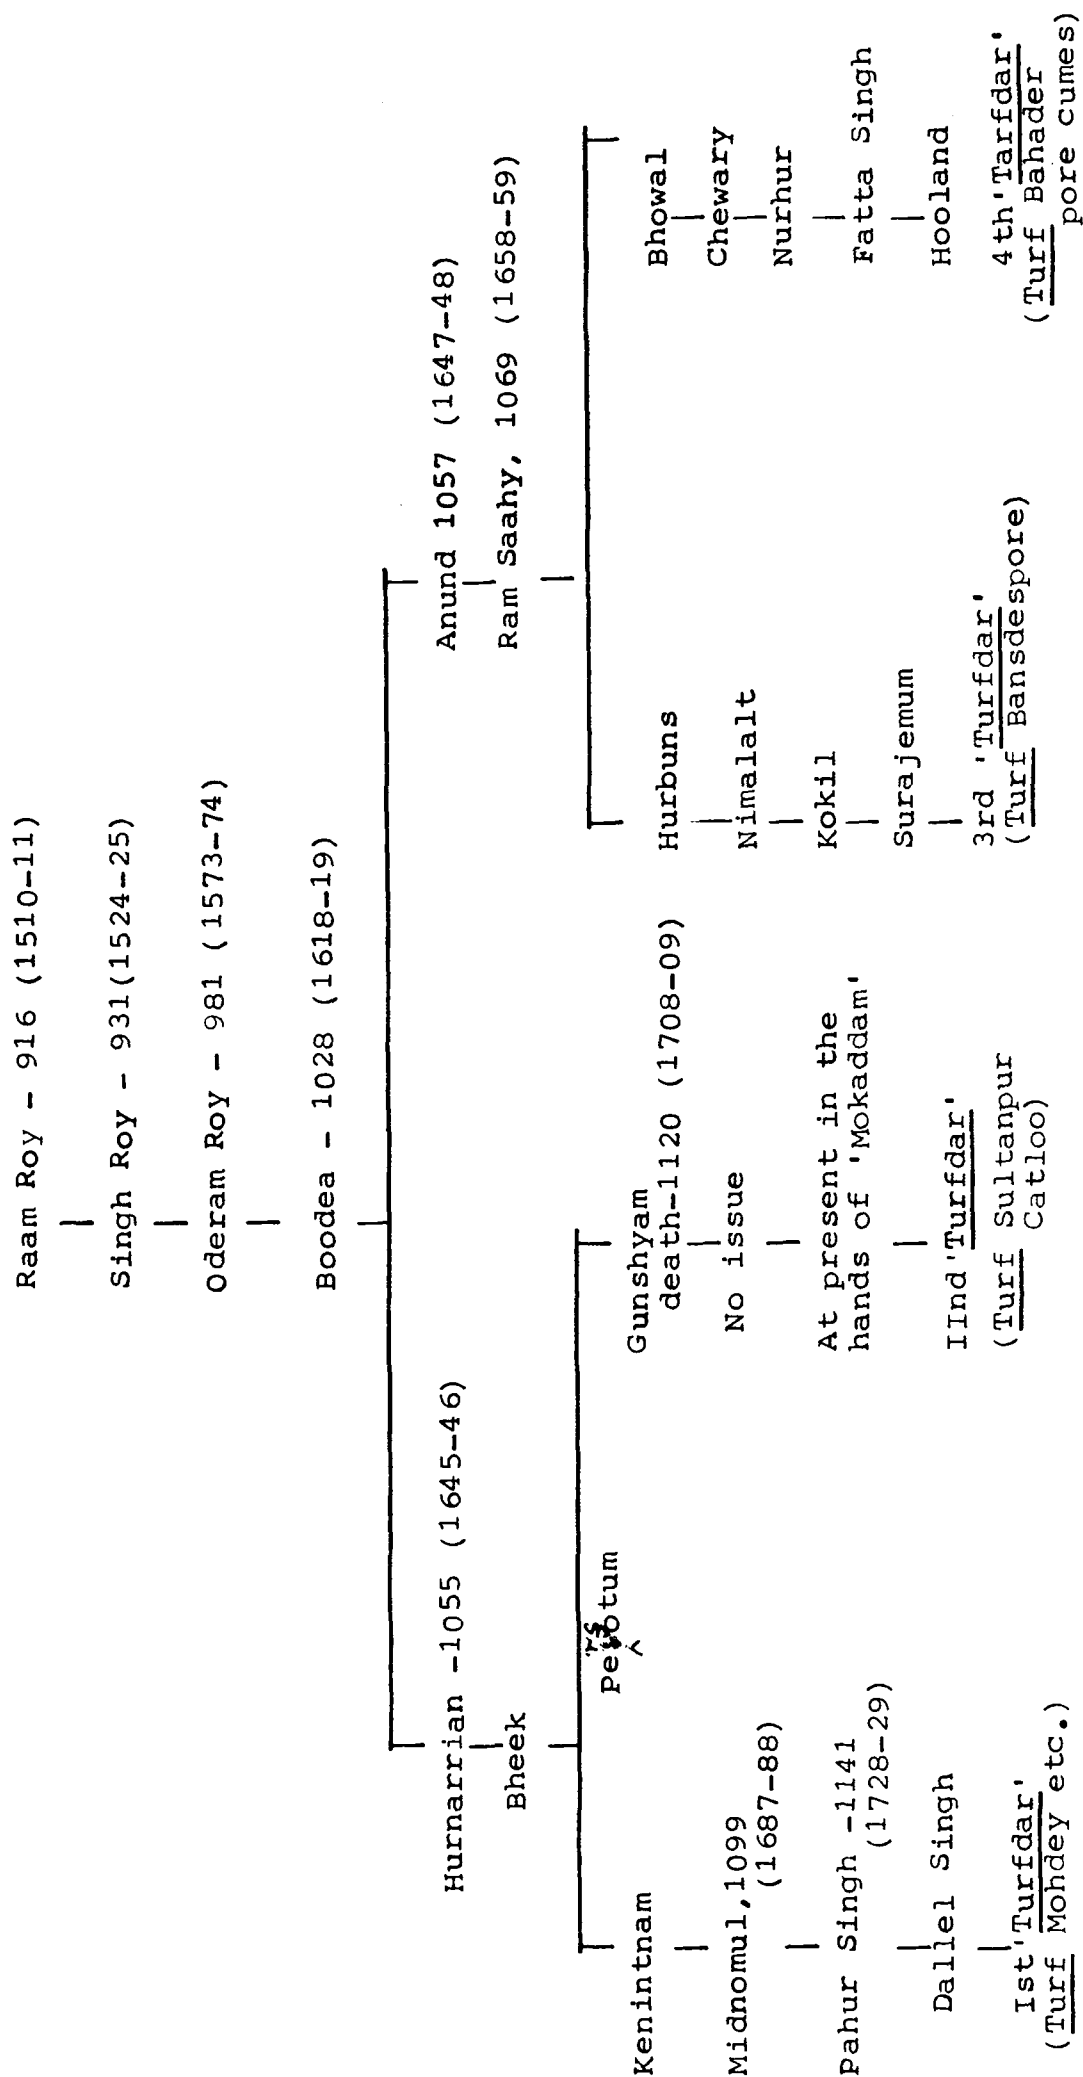 Raam Roy - 916 (1510-11)
Singh Roy - 931(1524-25)
Oderam Roy - 981 (1573-74)
Boodea - 1028 (1618-19)
Hurnarrian -1055 (1645-46)
Bheek
Kenintnam
Midnomul,1099
(1687-88)
Pahur Singh -1141
(1728-29)
Dallel Singh
Ist'Turfdar'
(Turf Mohdey etc.)
Persotum
Gunshyam
death-1120 (1708-09)
No issue
At present in the
hands of 'Mokaddam'
IInd'Turfdar'
(Turf Sultanpur
Catloo)
Anund 1057 (1647-48)
Ram Saahy, 1069 (1658-59)
Hurbuns
Nimalalt
Kokil
Surajemum
3rd 'Turfdar'
(Turf Bansdespore)
Bhowal
Chewary
Nurhur
Fatta Singh
Hooland
4th'Tarfdar'
(Turf Bahader
pore cumes)